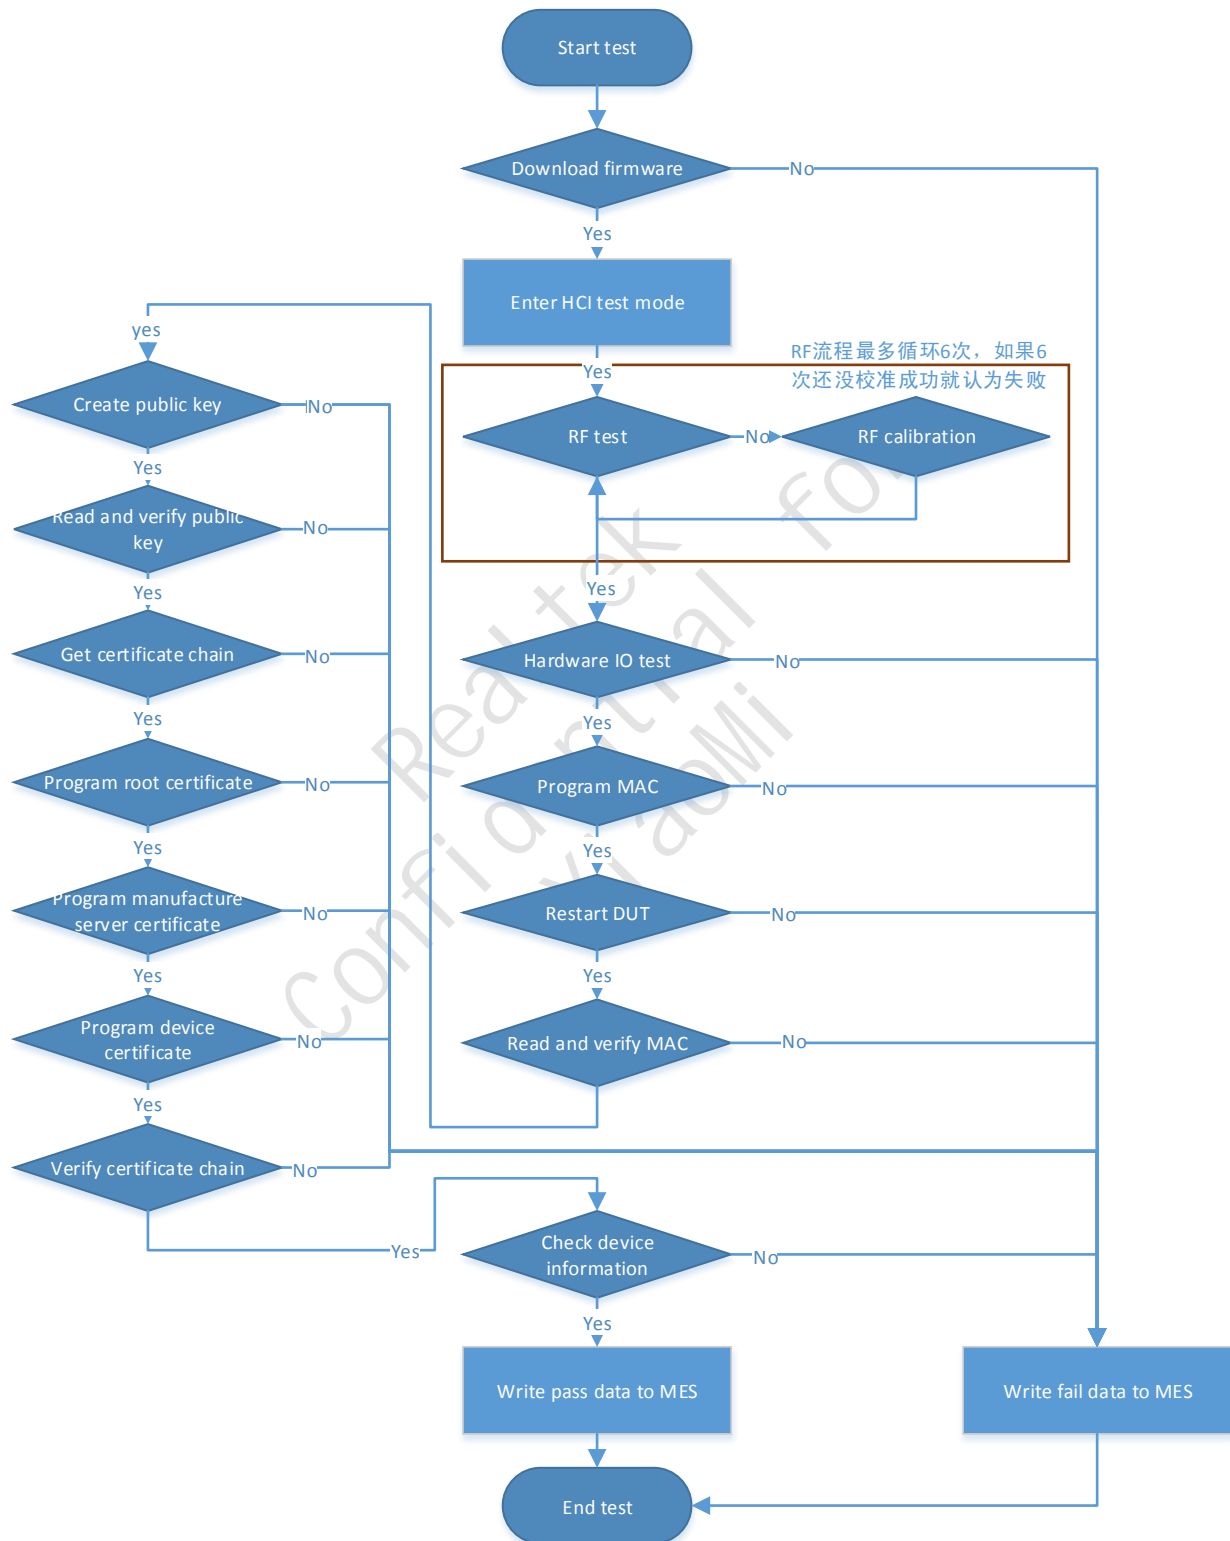 Start test
Download firmware
No
Yes
Enter HCI test mode
Yes
RF流程最多循环6次，如果6
次还没校准成功就认为失败
RF test
No
RF calibration
Yes
Hardware IO test
No
Yes
Program MAC
No
Yes
Restart DUT
No
Yes
Read and verify MAC
No
yes
Create public key
No
Yes
Read and verify public
key
No
Yes
Get certificate chain
No
Yes
Program root certificate
No
Yes
Program manufacture
server certificate
No
Yes
Program device
certificate
No
Yes
Verify certificate chain
No
Yes
Check device
information
No
Yes
Write pass data to MES
Write fail data to MES
End test
Realtek
Confidential for
XiaoMi